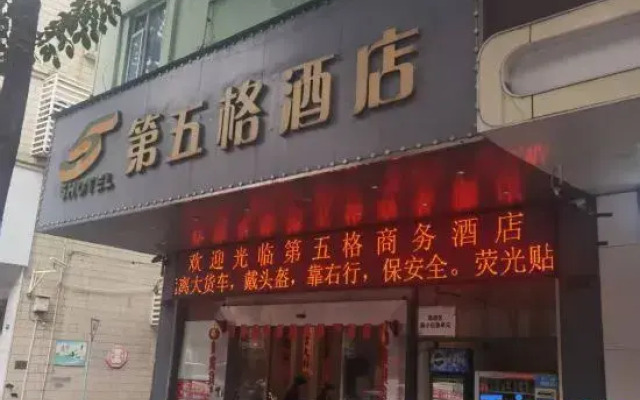 第五格酒店
5HOTEL
欢迎光临第五格商务酒店
离大货车，戴头盔，靠右行，保安全。荧光贴